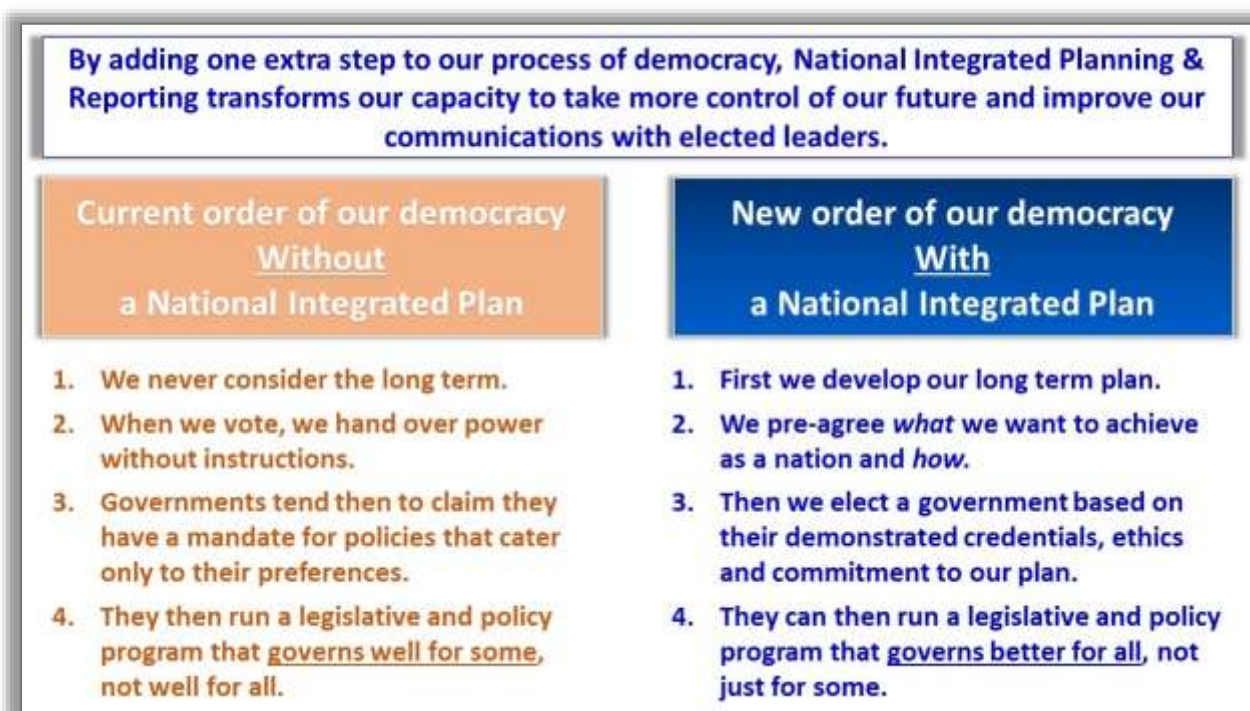 By adding one extra step to our process of democracy, National Integrated Planning &
Reporting transforms our capacity to take more control of our future and improve our
communications with elected leaders.
Current order of our democracy
Without
a National Integrated Plan
1. We never consider the long term.
2. When we vote, we hand over power
without instructions.
3. Governments tend then to claim they
have a mandate for policies that cater
only to their preferences.
4. They then run a legislative and policy
program that governs well for some,
not well for all.
New order of our democracy
With
a National Integrated Plan
1. First we develop our long term plan.
2. We pre-agree what we want to achieve
as a nation and how.
3. Then we elect a government based on
their demonstrated credentials, ethics
and commitment to our plan.
4. They can then run a legislative and policy
program that governs better for all, not
just for some.